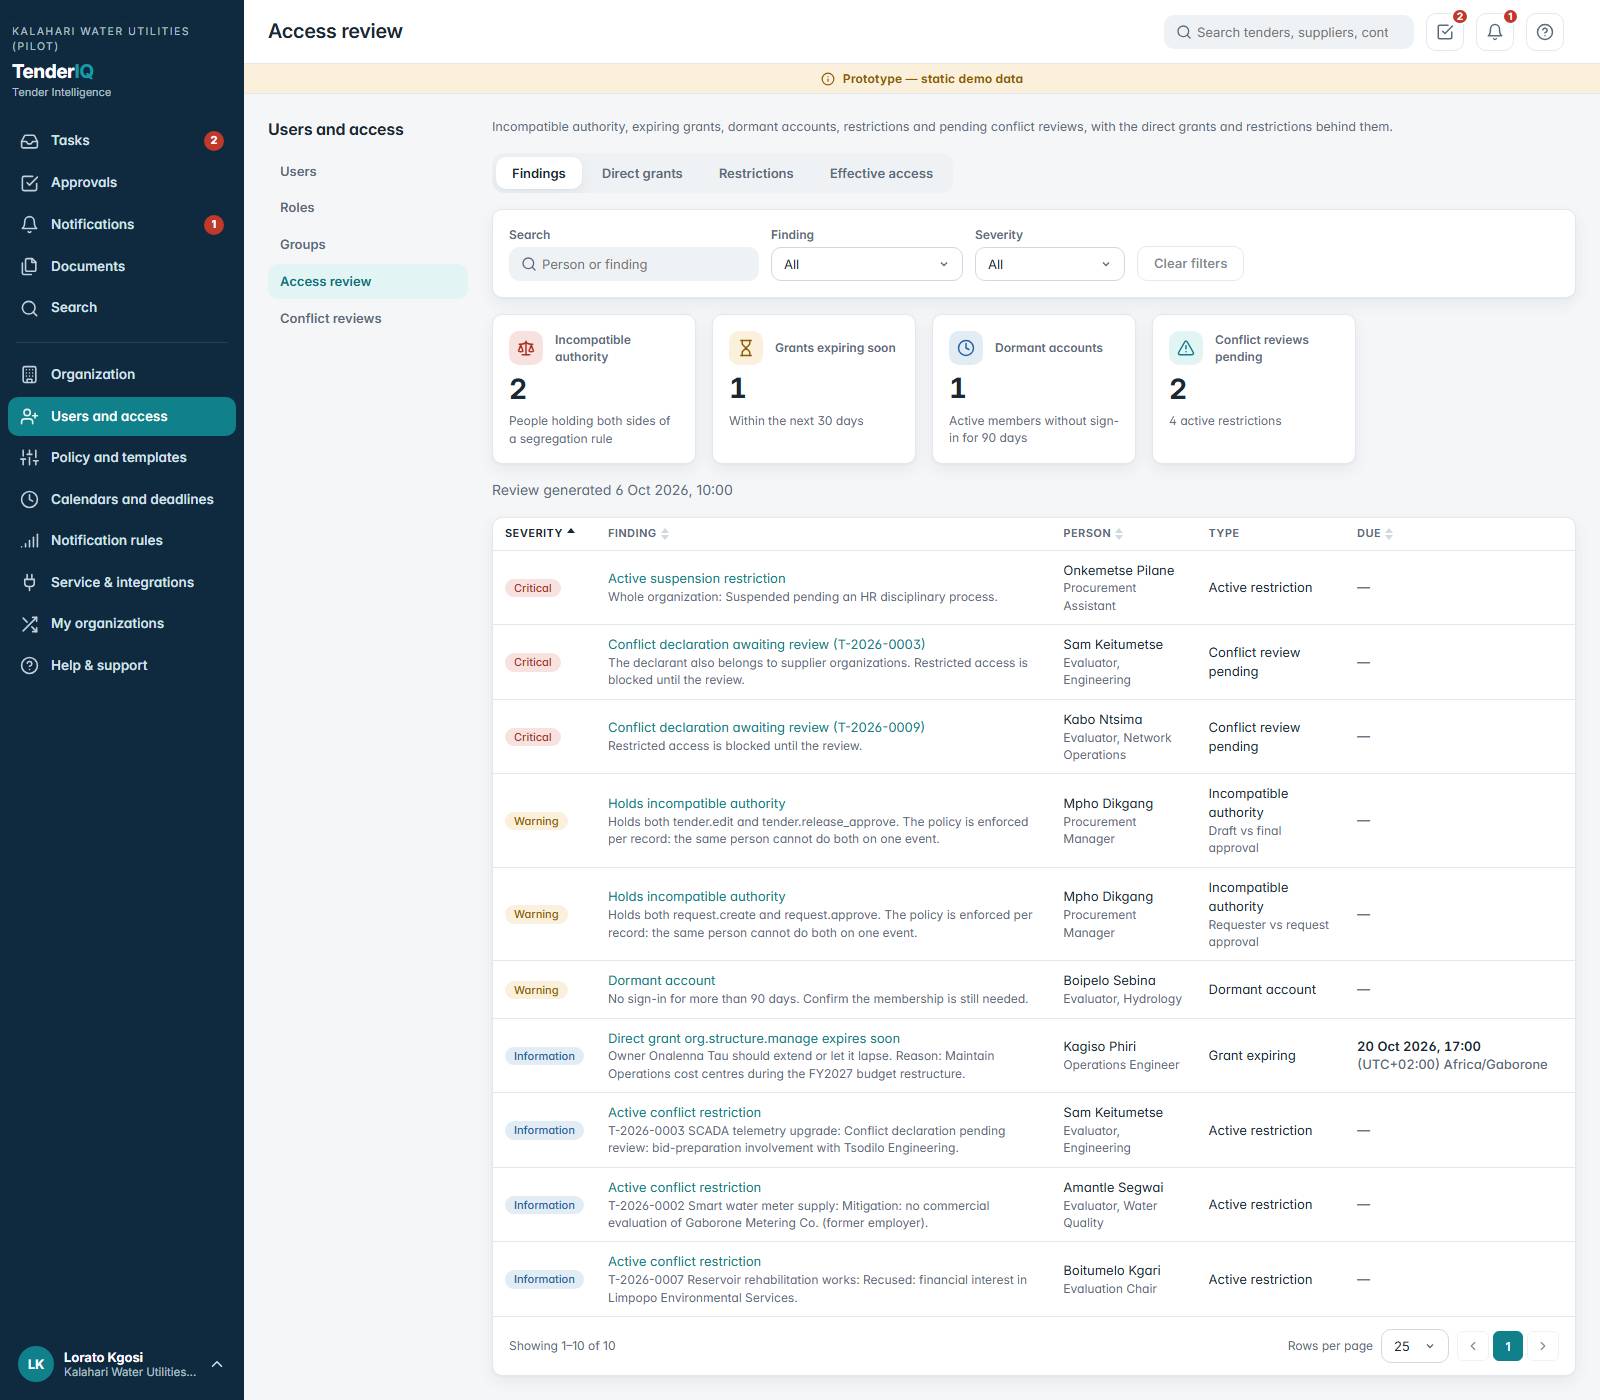 KALAHARI WATER UTILITIES
(PILOT)
TenderIQ
Tender Intelligence
Tasks
2
Approvals
Notifications
1
Documents
Search
Organization
Users and access
Policy and templates
Calendars and deadlines
Notification rules
Service & integrations
My organizations
Help & support
LK
Lorato Kgosi
Kalahari Water Utilities...
Access review
Search tenders, suppliers, cont
2
1
Prototype — static demo data
Users and access
Users
Roles
Groups
Access review
Conflict reviews
Incompatible authority, expiring grants, dormant accounts, restrictions and pending conflict reviews, with the direct grants and restrictions behind them.
Findings
Direct grants
Restrictions
Effective access
Search
Finding
Severity
Person or finding
All
All
Clear filters
Incompatible
authority
2
People holding both sides of
a segregation rule
Grants expiring soon
1
Within the next 30 days
Dormant accounts
1
Active members without sign-
in for 90 days
Conflict reviews
pending
2
4 active restrictions
Review generated 6 Oct 2026, 10:00
SEVERITY
FINDING
PERSON
TYPE
DUE
Critical
Active suspension restriction
Whole organization: Suspended pending an HR disciplinary process.
Onkemetse Pilane
Procurement
Assistant
Active restriction
—
Critical
Conflict declaration awaiting review (T-2026-0003)
The declarant also belongs to supplier organizations. Restricted access is
blocked until the review.
Sam Keitumetse
Evaluator,
Engineering
Conflict review
pending
—
Critical
Conflict declaration awaiting review (T-2026-0009)
Restricted access is blocked until the review.
Kabo Ntsima
Evaluator, Network
Operations
Conflict review
pending
—
Warning
Holds incompatible authority
Holds both tender.edit and tender.release_approve. The policy is enforced
per record: the same person cannot do both on one event.
Mpho Dikgang
Procurement
Manager
Incompatible
authority
Draft vs final
approval
—
Warning
Holds incompatible authority
Holds both request.create and request.approve. The policy is enforced per
record: the same person cannot do both on one event.
Mpho Dikgang
Procurement
Manager
Incompatible
authority
Requester vs request
approval
—
Warning
Dormant account
No sign-in for more than 90 days. Confirm the membership is still needed.
Boipelo Sebina
Evaluator, Hydrology
Dormant account
—
Information
Direct grant org.structure.manage expires soon
Owner Onalenna Tau should extend or let it lapse. Reason: Maintain
Operations cost centres during the FY2027 budget restructure.
Kagiso Phiri
Operations Engineer
Grant expiring
20 Oct 2026, 17:00
(UTC+02:00) Africa/Gaborone
Information
Active conflict restriction
T-2026-0003 SCADA telemetry upgrade: Conflict declaration pending
review: bid-preparation involvement with Tsodilo Engineering.
Sam Keitumetse
Evaluator,
Engineering
Active restriction
—
Information
Active conflict restriction
T-2026-0002 Smart water meter supply: Mitigation: no commercial
evaluation of Gaborone Metering Co. (former employer).
Amantle Segwai
Evaluator, Water
Quality
Active restriction
—
Information
Active conflict restriction
T-2026-0007 Reservoir rehabilitation works: Recused: financial interest in
Limpopo Environmental Services.
Boitumelo Kgari
Evaluation Chair
Active restriction
—
Showing 1–10 of 10
Rows per page
25
1